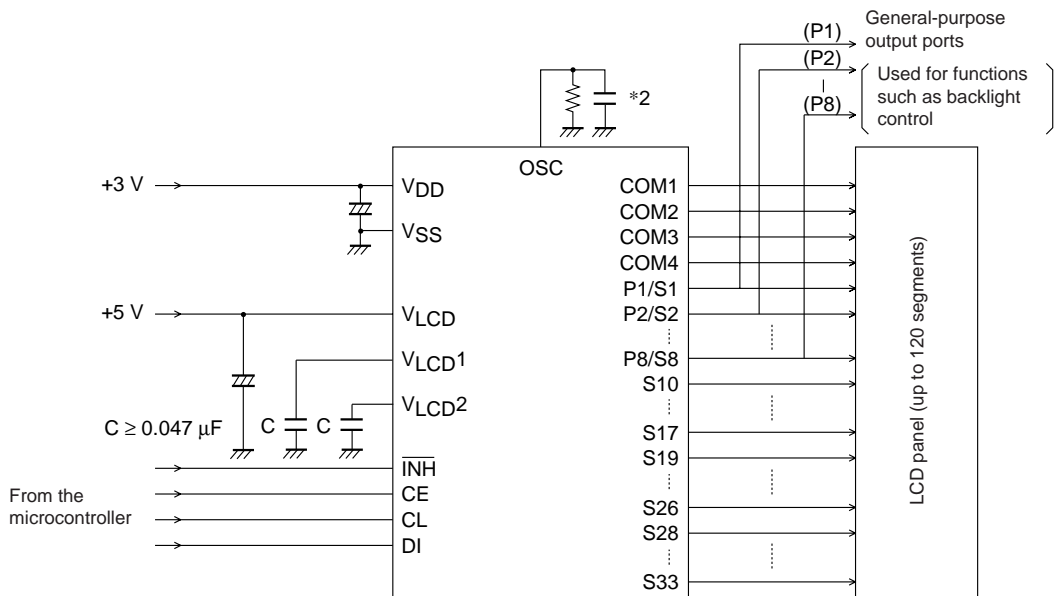 General-purpose
output ports
(P1)
(P2)
(P8)
Used for functions
such as backlight
control
*2
OSC
+3 V
VDD
VSS
+5 V
VLCD
VLCD1
VLCD2
C ≥ 0.047 μF
C
C
From the
microcontroller
INH
CE
CL
DI
COM1
COM2
COM3
COM4
P1/S1
P2/S2
P8/S8
S10
S17
S19
S26
S28
S33
LCD panel (up to 120 segments)